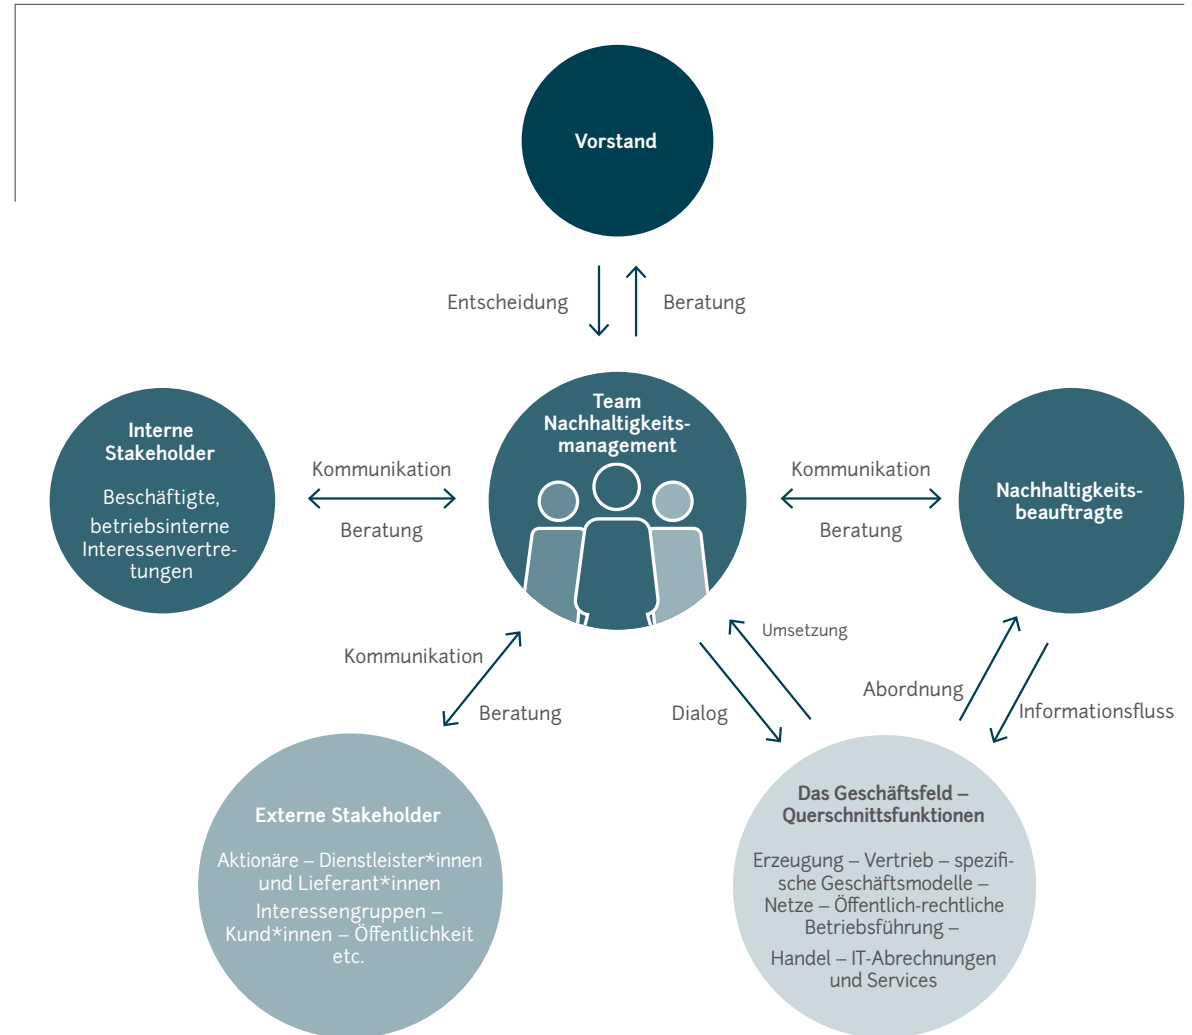 Vorstand
Entscheidung
Beratung
Team
Nachhaltigkeits-
management
Interne
Stakeholder
Beschäftigte,
betriebsinterne
Interessenvertre-
tungen
Kommunikation
Beratung
Kommunikation
Beratung
Nachhaltigkeits-
beauftragte
Kommunikation
Beratung
Umsetzung
Dialog
Abordnung
Informationsfluss
Externe Stakeholder
Aktionäre – Dienstleister*innen
und Lieferant*innen
Interessengruppen –
Kund*innen – Öffentlichkeit
etc.
Das Geschäftsfeld –
Querschnittsfunktionen
Erzeugung – Vertrieb – spezifi-
sche Geschäftsmodelle –
Netze – Öffentlich-rechtliche
Betriebsführung –
Handel – IT-Abrechnungen
und Services